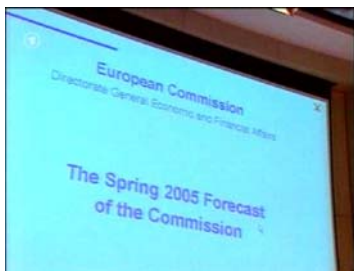 European Commission
Directorate General Economic and Financial Affairs
The Spring 2005 Forecast
of the Commission